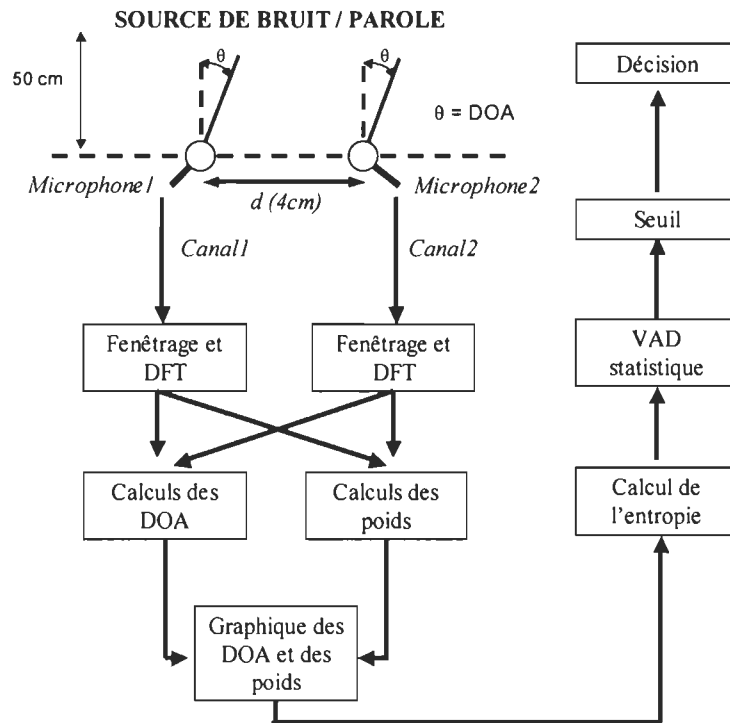 SOURCE DE BRUIT / PAROLE
θ
θ
50 cm
θ = DOA
Microphone1
Microphone2
d (4cm)
Canal1
Canal2
Fenêtrage et
DFT
Fenêtrage et
DFT
Calculs des
DOA
Calculs des
poids
Graphique des
DOA et des
poids
Décision
Seuil
VAD
statistique
Calcul de
l'entropie